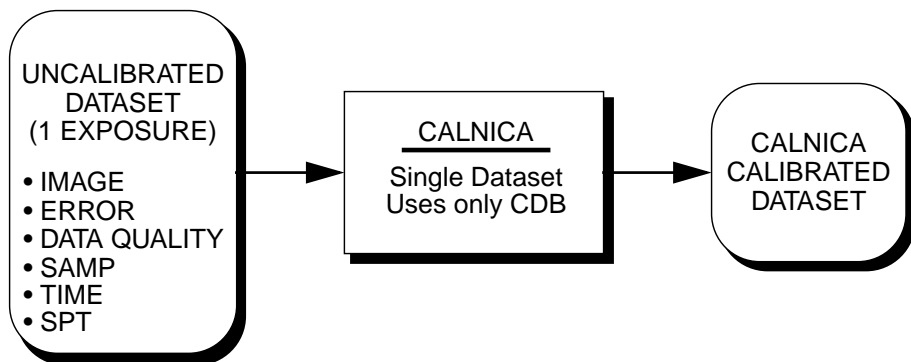 UNCALIBRATED
DATASET
(1 EXPOSURE)
• IMAGE
• ERROR
• DATA QUALITY
• SAMP
• TIME
• SPT
CALNICA
Single Dataset
Uses only CDB
CALNICA
CALIBRATED
DATASET